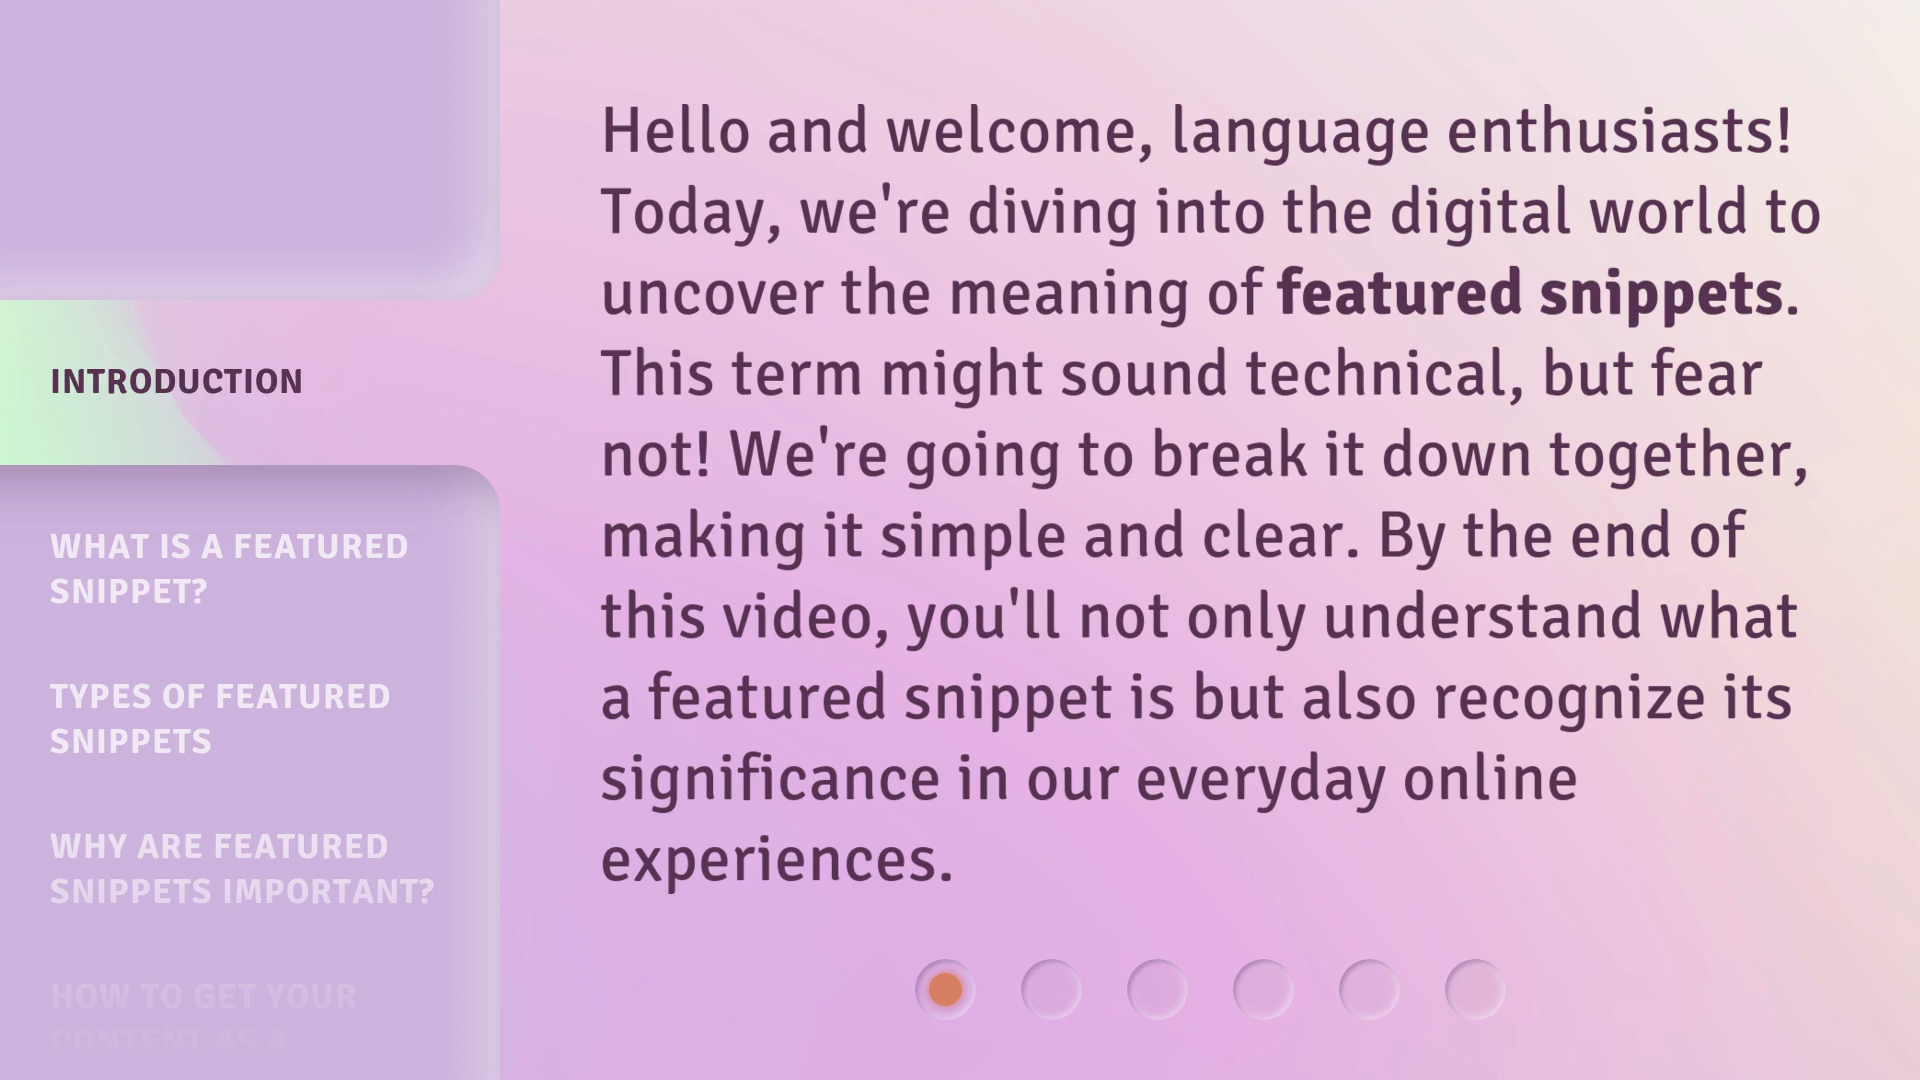 INTRODUCTION
WHAT IS A FEATURED
SNIPPET?
TYPES OF FEATURED
SNIPPETS
WHY ARE FEATURED
SNIPPETS IMPORTANT?
HOW TO GET YOUR
CONTENT AS A
Hello and welcome, language enthusiasts!
Today, we're diving into the digital world to
uncover the meaning of featured snippets.
This term might sound technical, but fear
not! We're going to break it down together,
making it simple and clear. By the end of
this video, you'll not only understand what
a featured snippet is but also recognize its
significance in our everyday online
experiences.